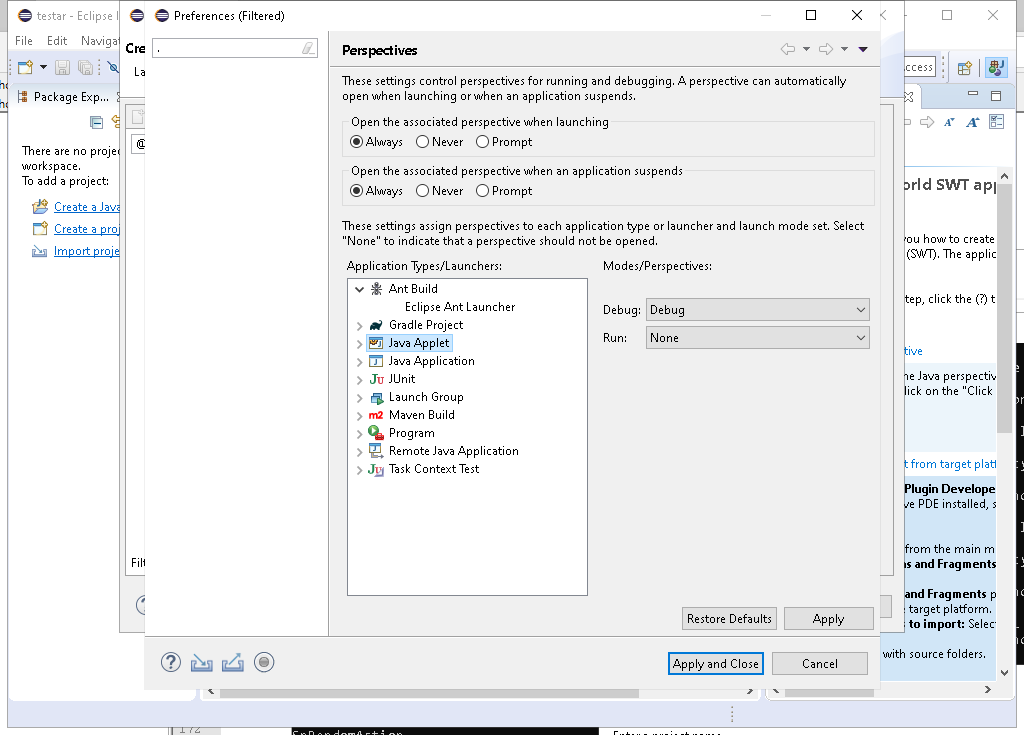 testar - Eclipse I
Preferences (Filtered)
File Edit Navigat
Cre
.
Perspectives
La
ccess
Package Exp...
These settings control perspectives for running and debugging. A perspective can automatically
open when launching or when an application suspends.
Open the associated perspective when launching
Always Never Prompt
@
There are no projec
workspace.
To add a project:
Open the associated perspective when an application suspends
Always Never Prompt
Create a Java
Create a proj
Import proje
These settings assign perspectives to each application type or launcher and launch mode set. Select
"None" to indicate that a perspective should not be opened.
Application Types/Launchers:
Modes/Perspectives:
Ant Build
Eclipse Ant Launcher
Gradle Project
Java Applet
Java Application
JUnit
Launch Group
Maven Build
Program
Remote Java Application
Task Context Test
Debug: Debug
Run: None
Filt
Restore Defaults Apply
Apply and Close Cancel
orld SWT app
you how to create
(SWT). The applic
tep, click the (?) t
tive
he Java perspectiv
lick on the "Click
t from target platf
Plugin Develope
ve PDE installed, s
from the main m
ns and Fragments
and Fragments p
e target platform.
s to import: Selec
with source folders.
172
SpRandomAction
Enter a project name